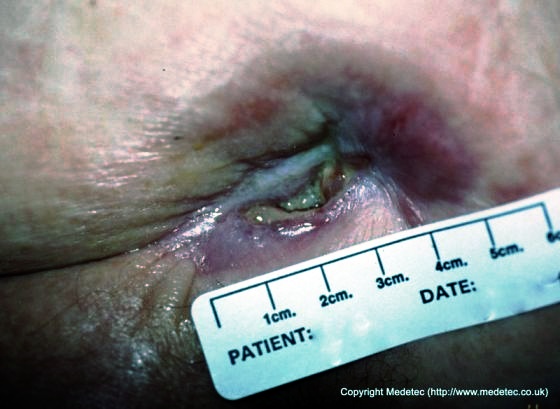 1cm. 2cm. 3cm. 4cm. 5cm.
PATIENT: DATE:
Copyright Medetec (http://www.medetec.co.uk)